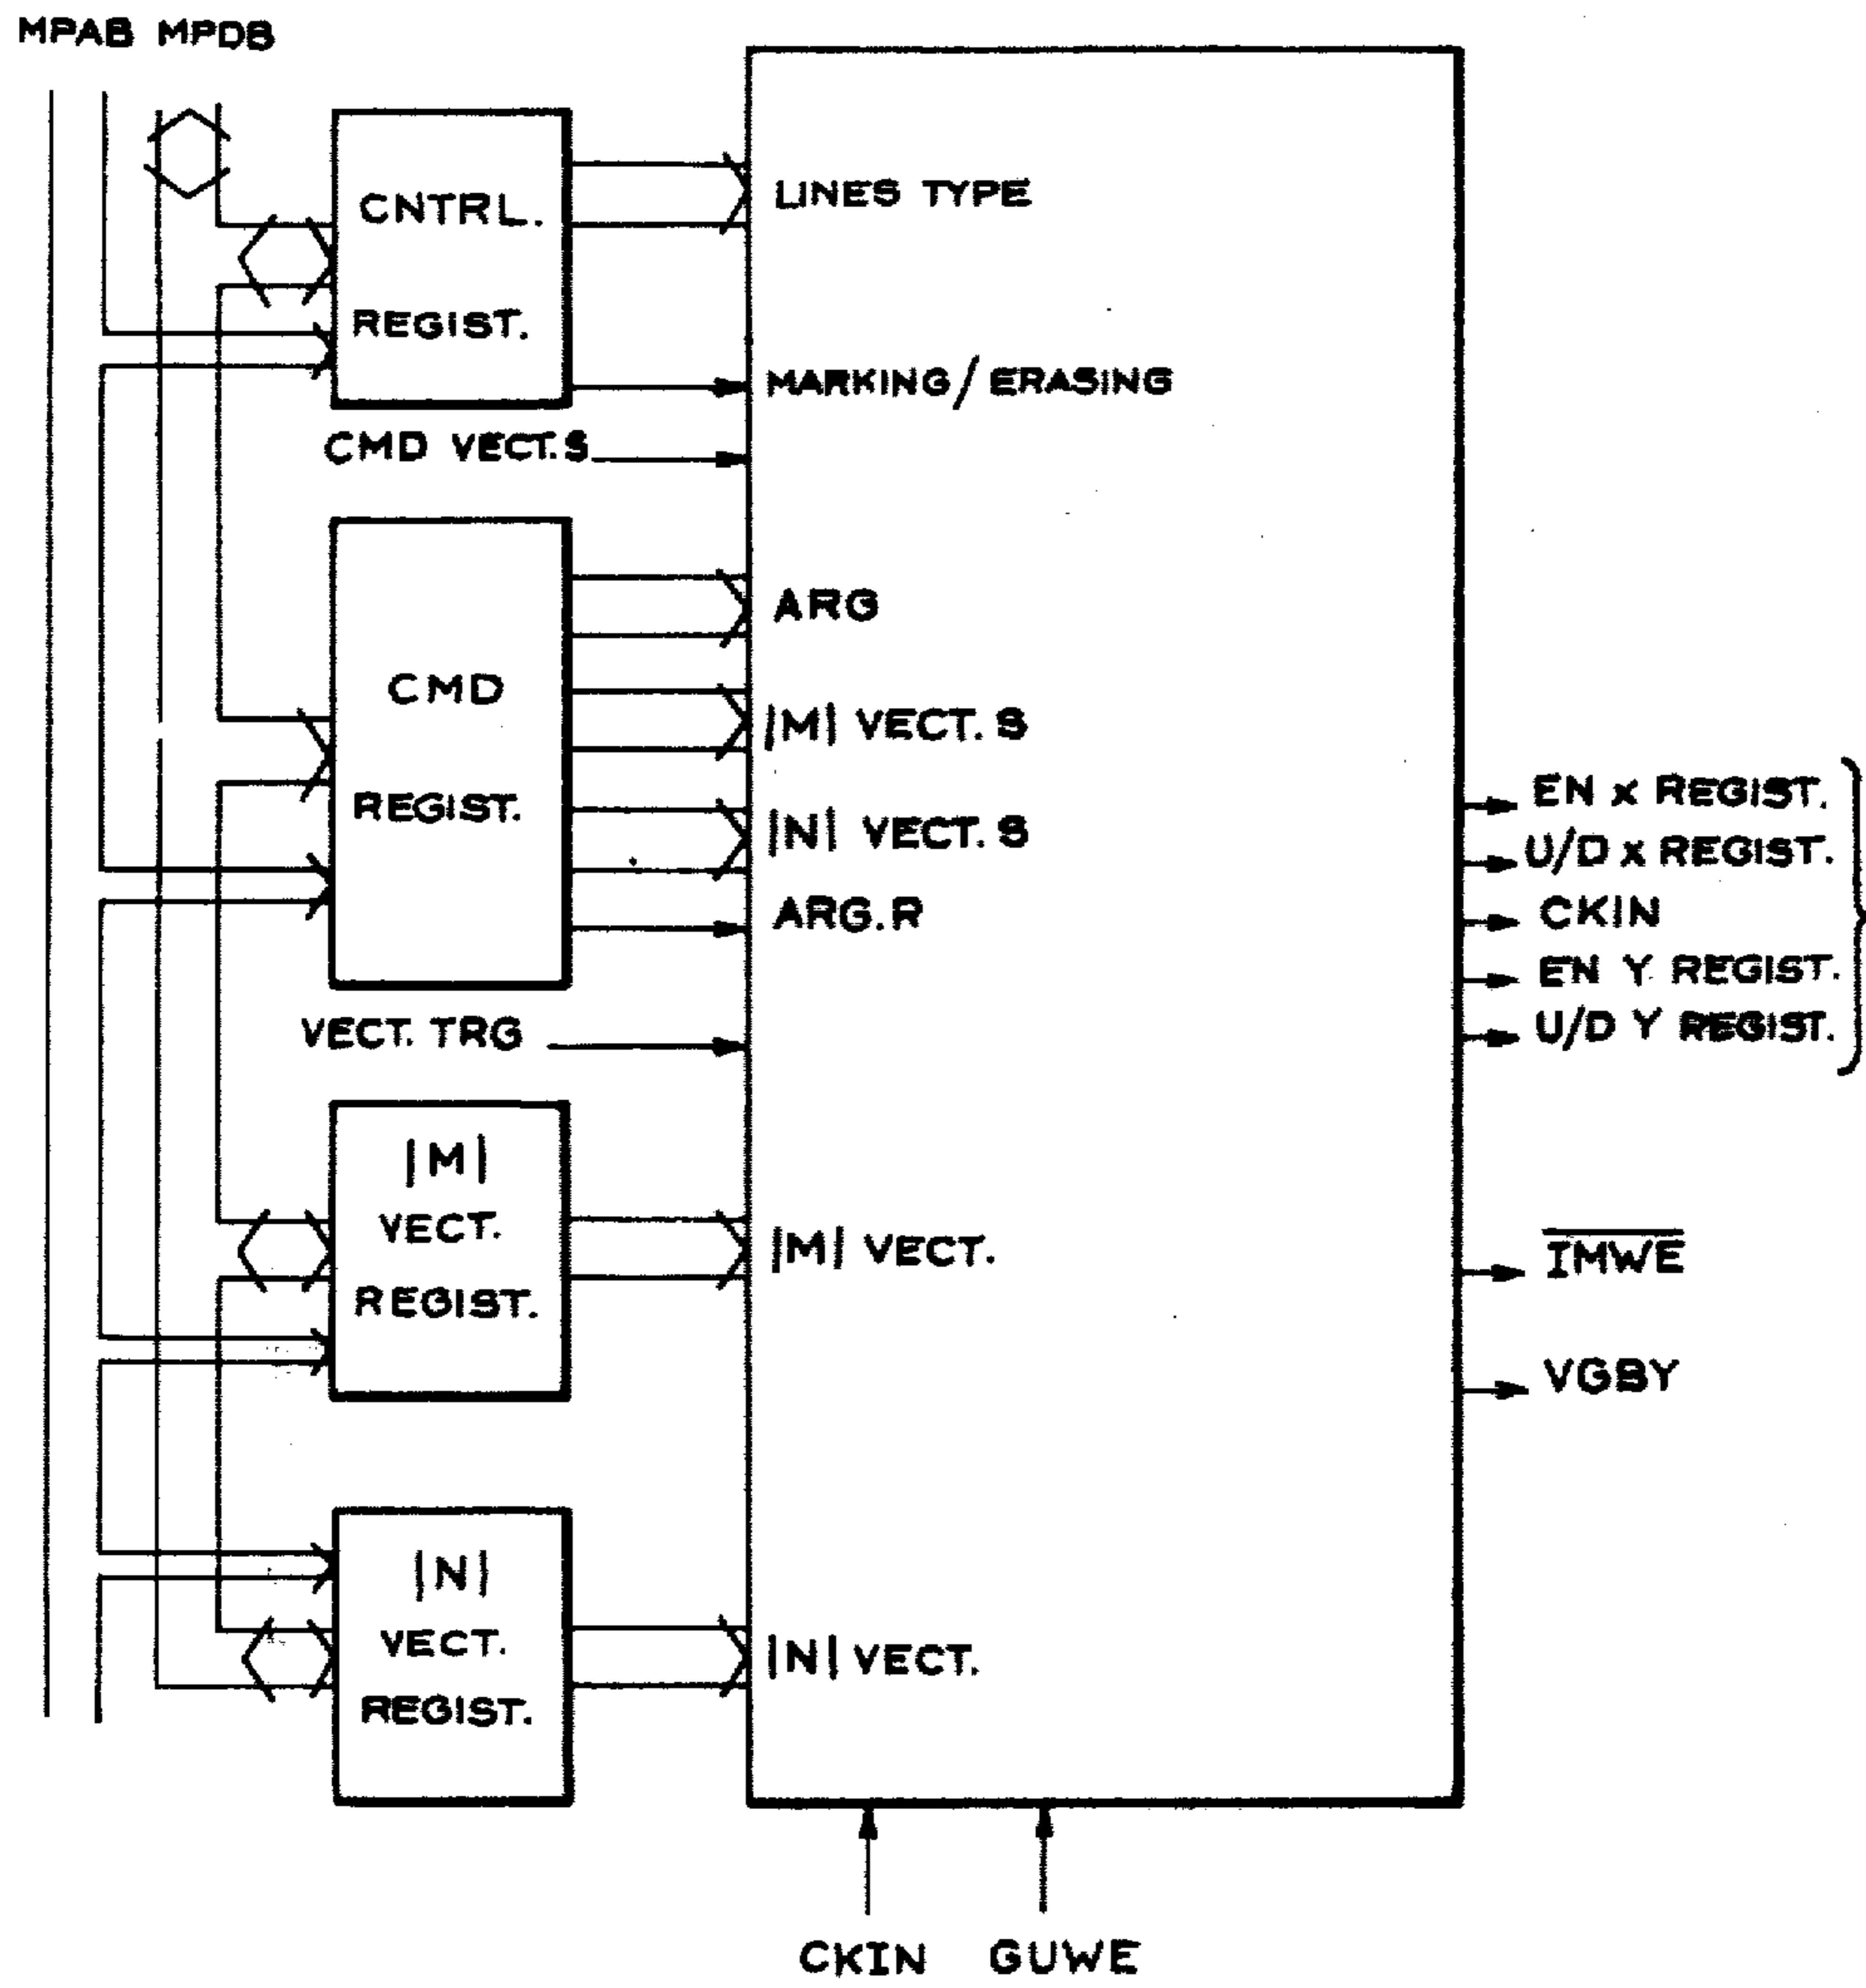 MPAB MPDB
CNTRL.
REGIST.
LINES TYPE
MARKING/ERASING
CMD VECT.S
CMD
REGIST.
ARG
|M| VECT. S
|N| VECT. S
ARG.R
VECT. TRG
|M|
VECT.
REGIST.
|M| VECT.
|N|
VECT.
REGIST.
|N| VECT.
EN X REGIST.
U/D X REGIST.
CKIN
EN Y REGIST.
U/D Y REGIST.
IMWE
VGBY
CKIN GUWE